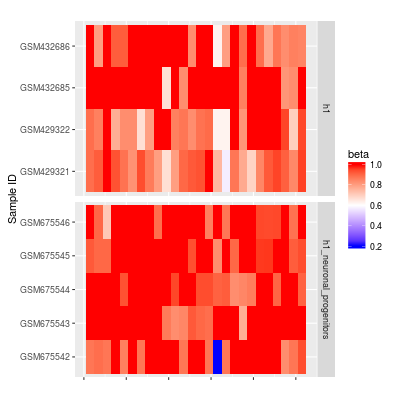 GSM432686
GSM432685
GSM429322
GSM429321
h1
GSM675546
GSM675545
GSM675544
GSM675543
GSM675542
h1_neuronal_progenitors
Sample ID
beta
1.0
0.8
0.6
0.4
0.2